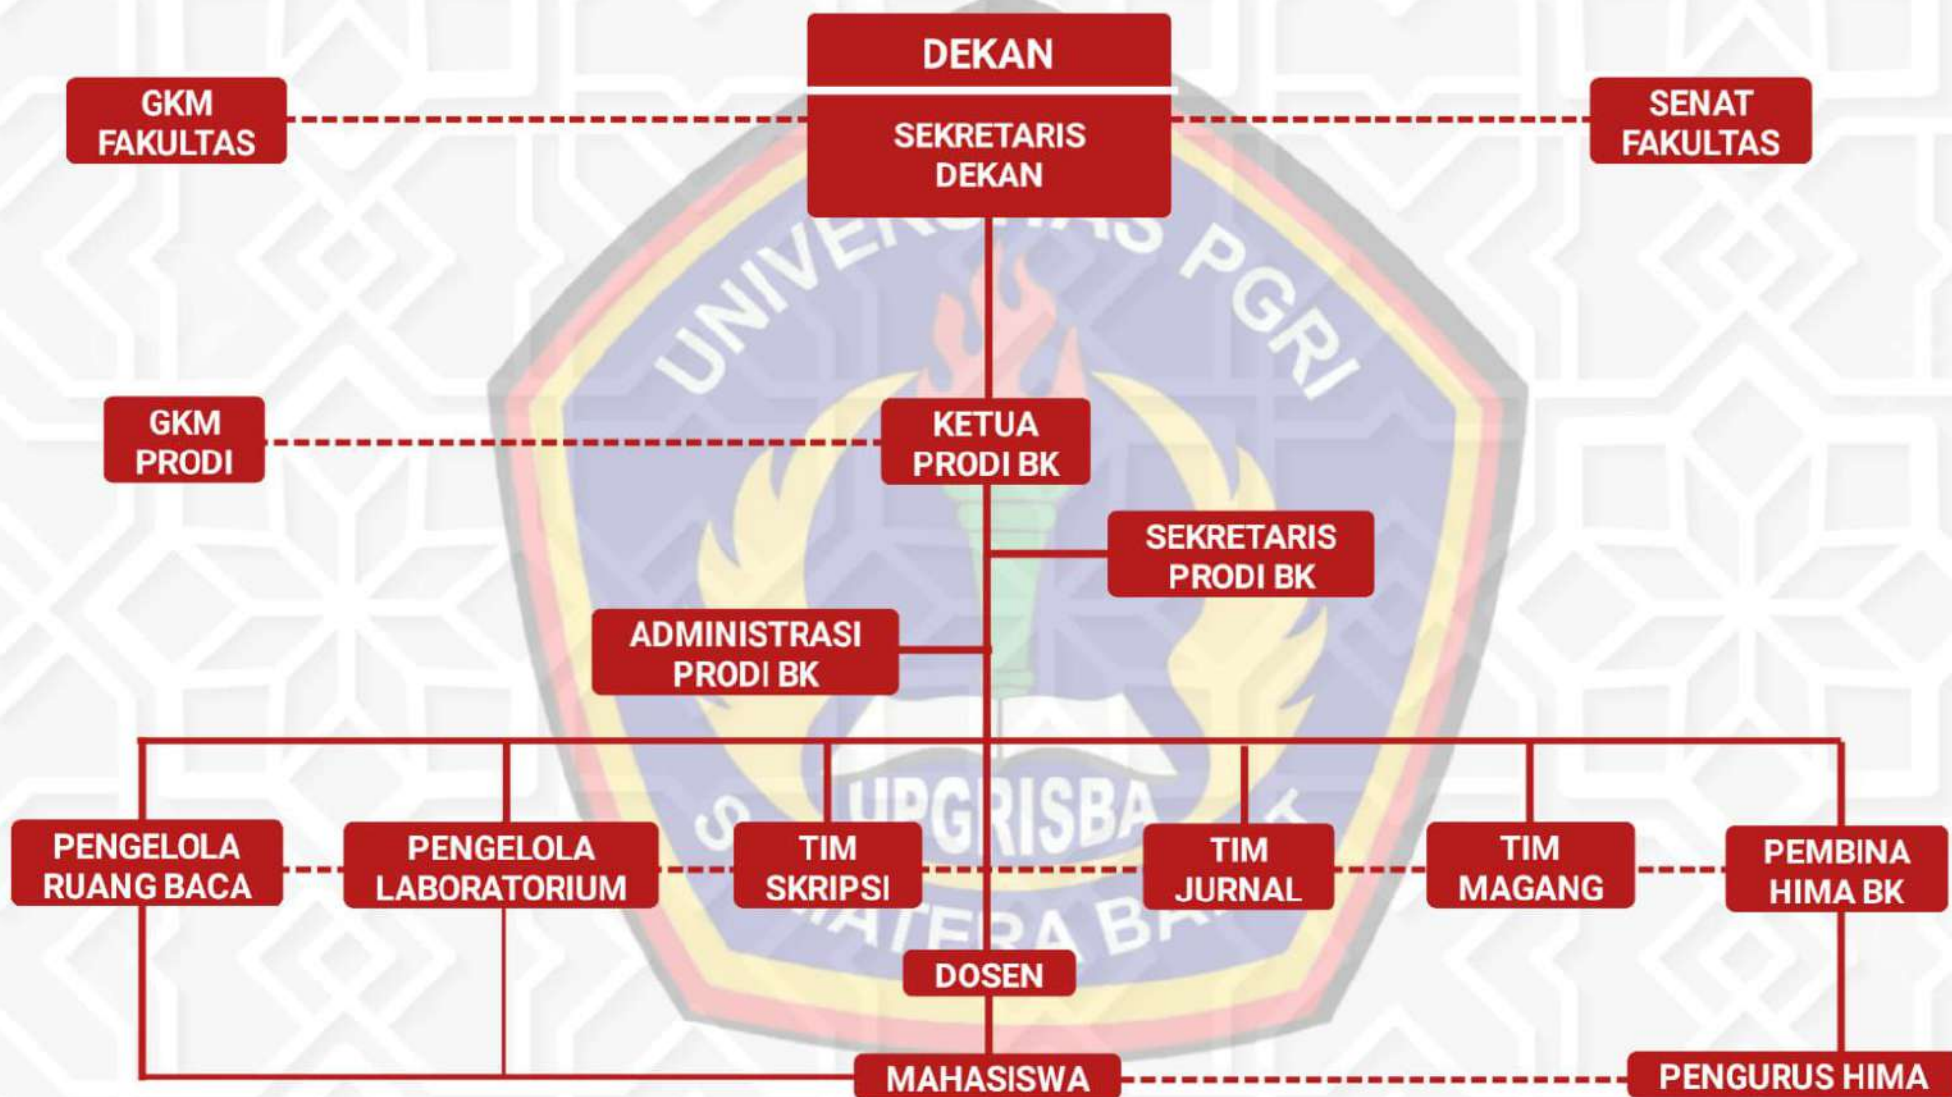 DEKAN
SEKRETARIS
DEKAN
GKM
FAKULTAS
SENAT
FAKULTAS
UNIVERSITAS PGRI
GKM
PRODI
KETUA
PRODI BK
SEKRETARIS
PRODI BK
ADMINISTRASI
PRODI BK
UPGRISBA
SUMATERA BARAT
PENGELOLA
RUANG BACA
PENGELOLA
LABORATORIUM
TIM
SKRIPSI
TIM
JURNAL
TIM
MAGANG
PEMBINA
HIMA BK
DOSEN
MAHASISWA
PENGURUS HIMA